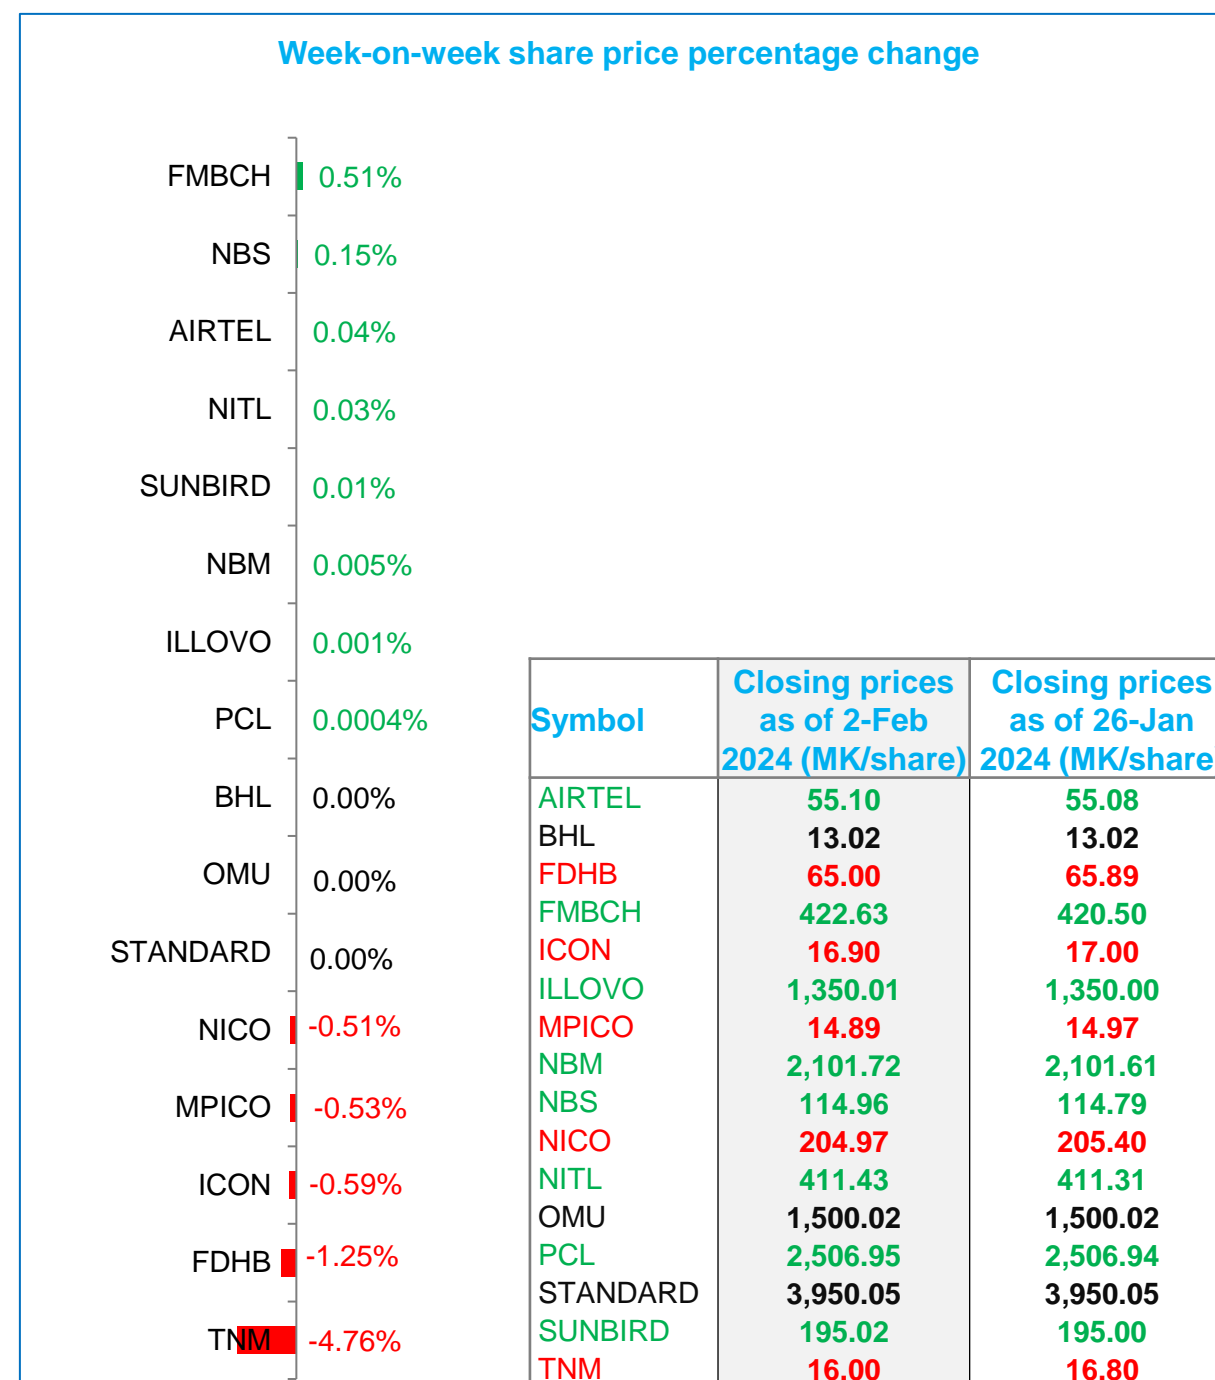 Week-on-week share price percentage change
FMBCH 0.51%
NBS 0.15%
AIRTEL 0.04%
NITL 0.03%
SUNBIRD 0.01%
NBM 0.005%
ILLOVO 0.001%
PCL 0.0004%
BHL 0.00%
OMU 0.00%
STANDARD 0.00%
NICO -0.51%
MPICO -0.53%
ICON -0.59%
FDHB -1.25%
TNM -4.76%
Symbol Closing prices as of 2-Feb 2024 (MK/share) Closing prices as of 26-Jan 2024 (MK/share
AIRTEL 55.10 55.08
BHL 13.02 13.02
FDHB 65.00 65.89
FMBCH 422.63 420.50
ICON 16.90 17.00
ILLOVO 1,350.01 1,350.00
MPICO 14.89 14.97
NBM 2,101.72 2,101.61
NBS 114.96 114.79
NICO 204.97 205.40
NITL 411.43 411.31
OMU 1,500.02 1,500.02
PCL 2,506.95 2,506.94
STANDARD 3,950.05 3,950.05
SUNBIRD 195.02 195.00
TNM 16.00 16.80